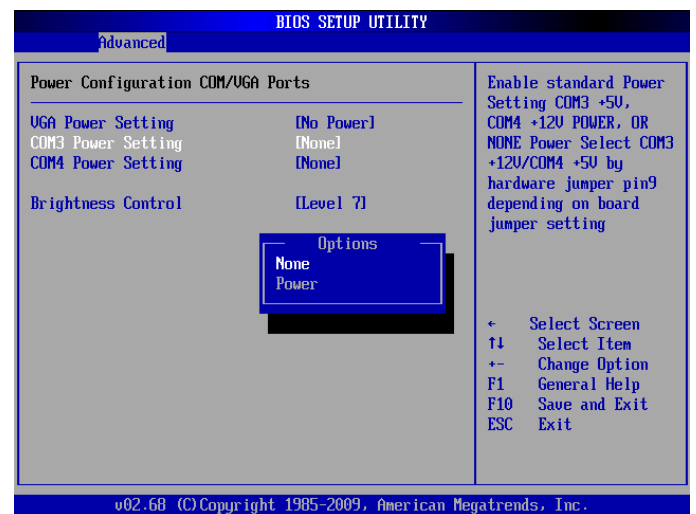 BIOS SETUP UTILITY
Advanced
Power Configuration COM/VGA Ports
VGA Power Setting [No Power]
COM3 Power Setting [None]
COM4 Power Setting [None]
Brightness Control [Level 7]
Options
None
Power
Enable standard Power
Setting COM3 +5V,
COM4 +12V POWER, OR
NONE Power Select COM3
+12V/COM4 +5V by
hardware jumper pin9
depending on board
jumper setting
← Select Screen
↑↓ Select Item
+- Change Option
F1 General Help
F10 Save and Exit
ESC Exit
v02.68 (C)Copyright 1985-2009, American Megatrends, Inc.